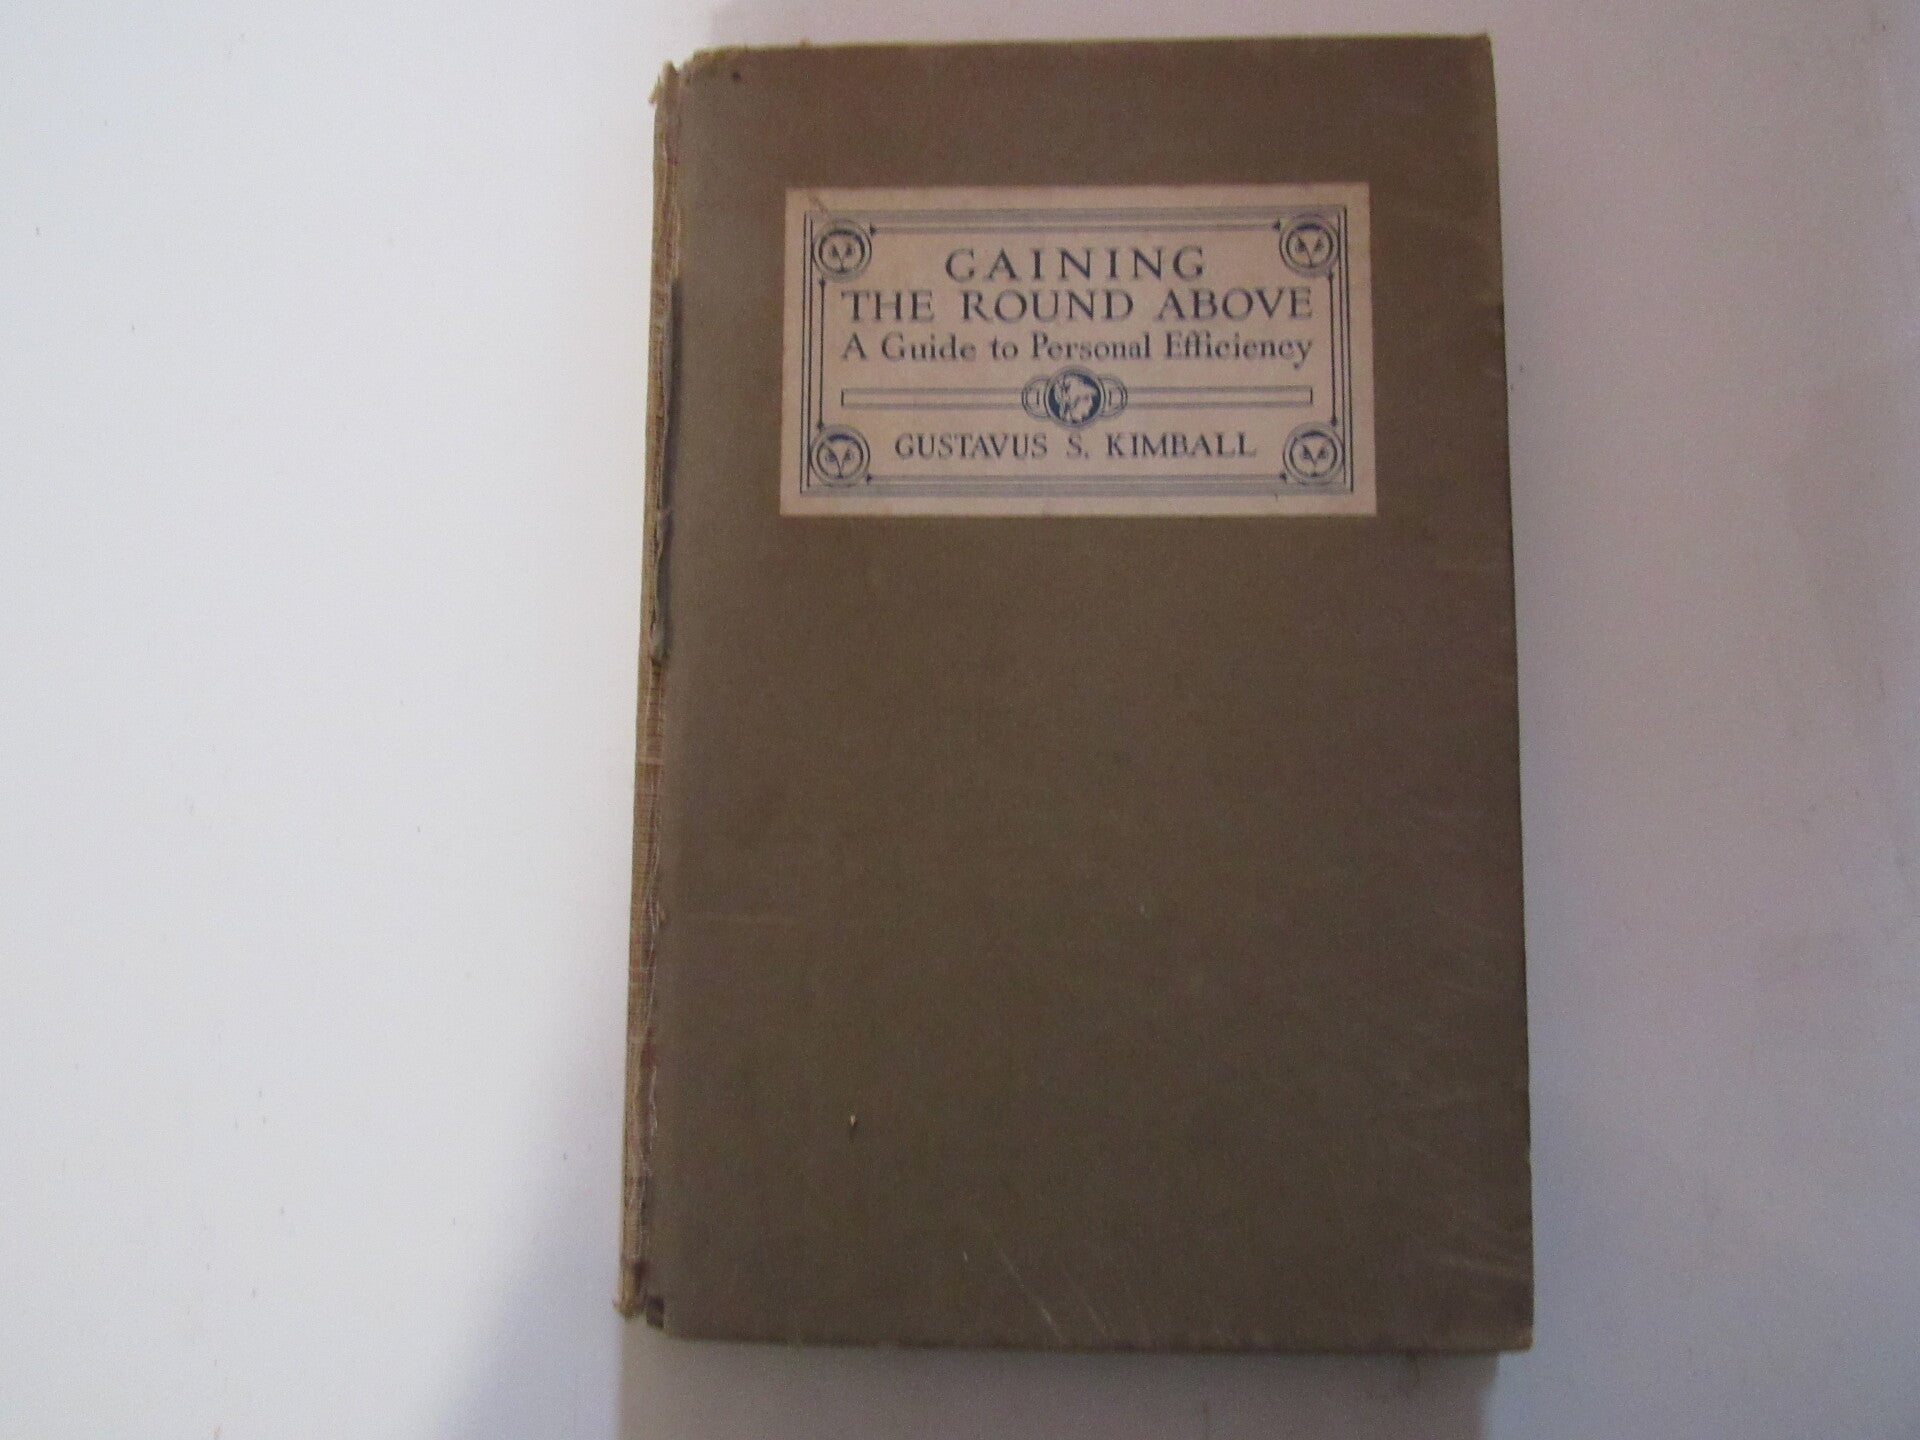 GAINING
THE ROUND ABOVE
A Guide to Personal Efficiency
GUSTAVUS S. KIMBALL